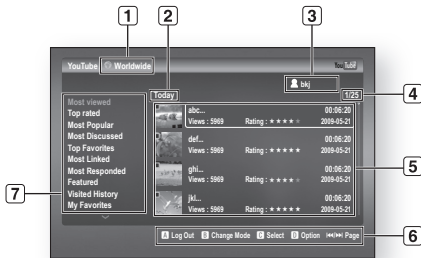 1
2
3
YouTube Worldwide
You Tube
bkj
Today
1/25
4
Most viewed
Top rated
Most Popular
Most Discussed
Top Favorites
Most Linked
Most Responded
Featured
Visited History
My Favorites
abc... 00:06:20
Views : 5969 Rating : ★★★★★ 2009-05-21
def... 00:06:20
Views : 5969 Rating : ★★★★★ 2009-05-21
ghi... 00:06:20
Views : 5969 Rating : ★★★★★ 2009-05-21
jkl... 00:06:20
Views : 5969 Rating : ★★★★★ 2009-05-21
5
7
A Log Out B Change Mode C Select D Option Page
6